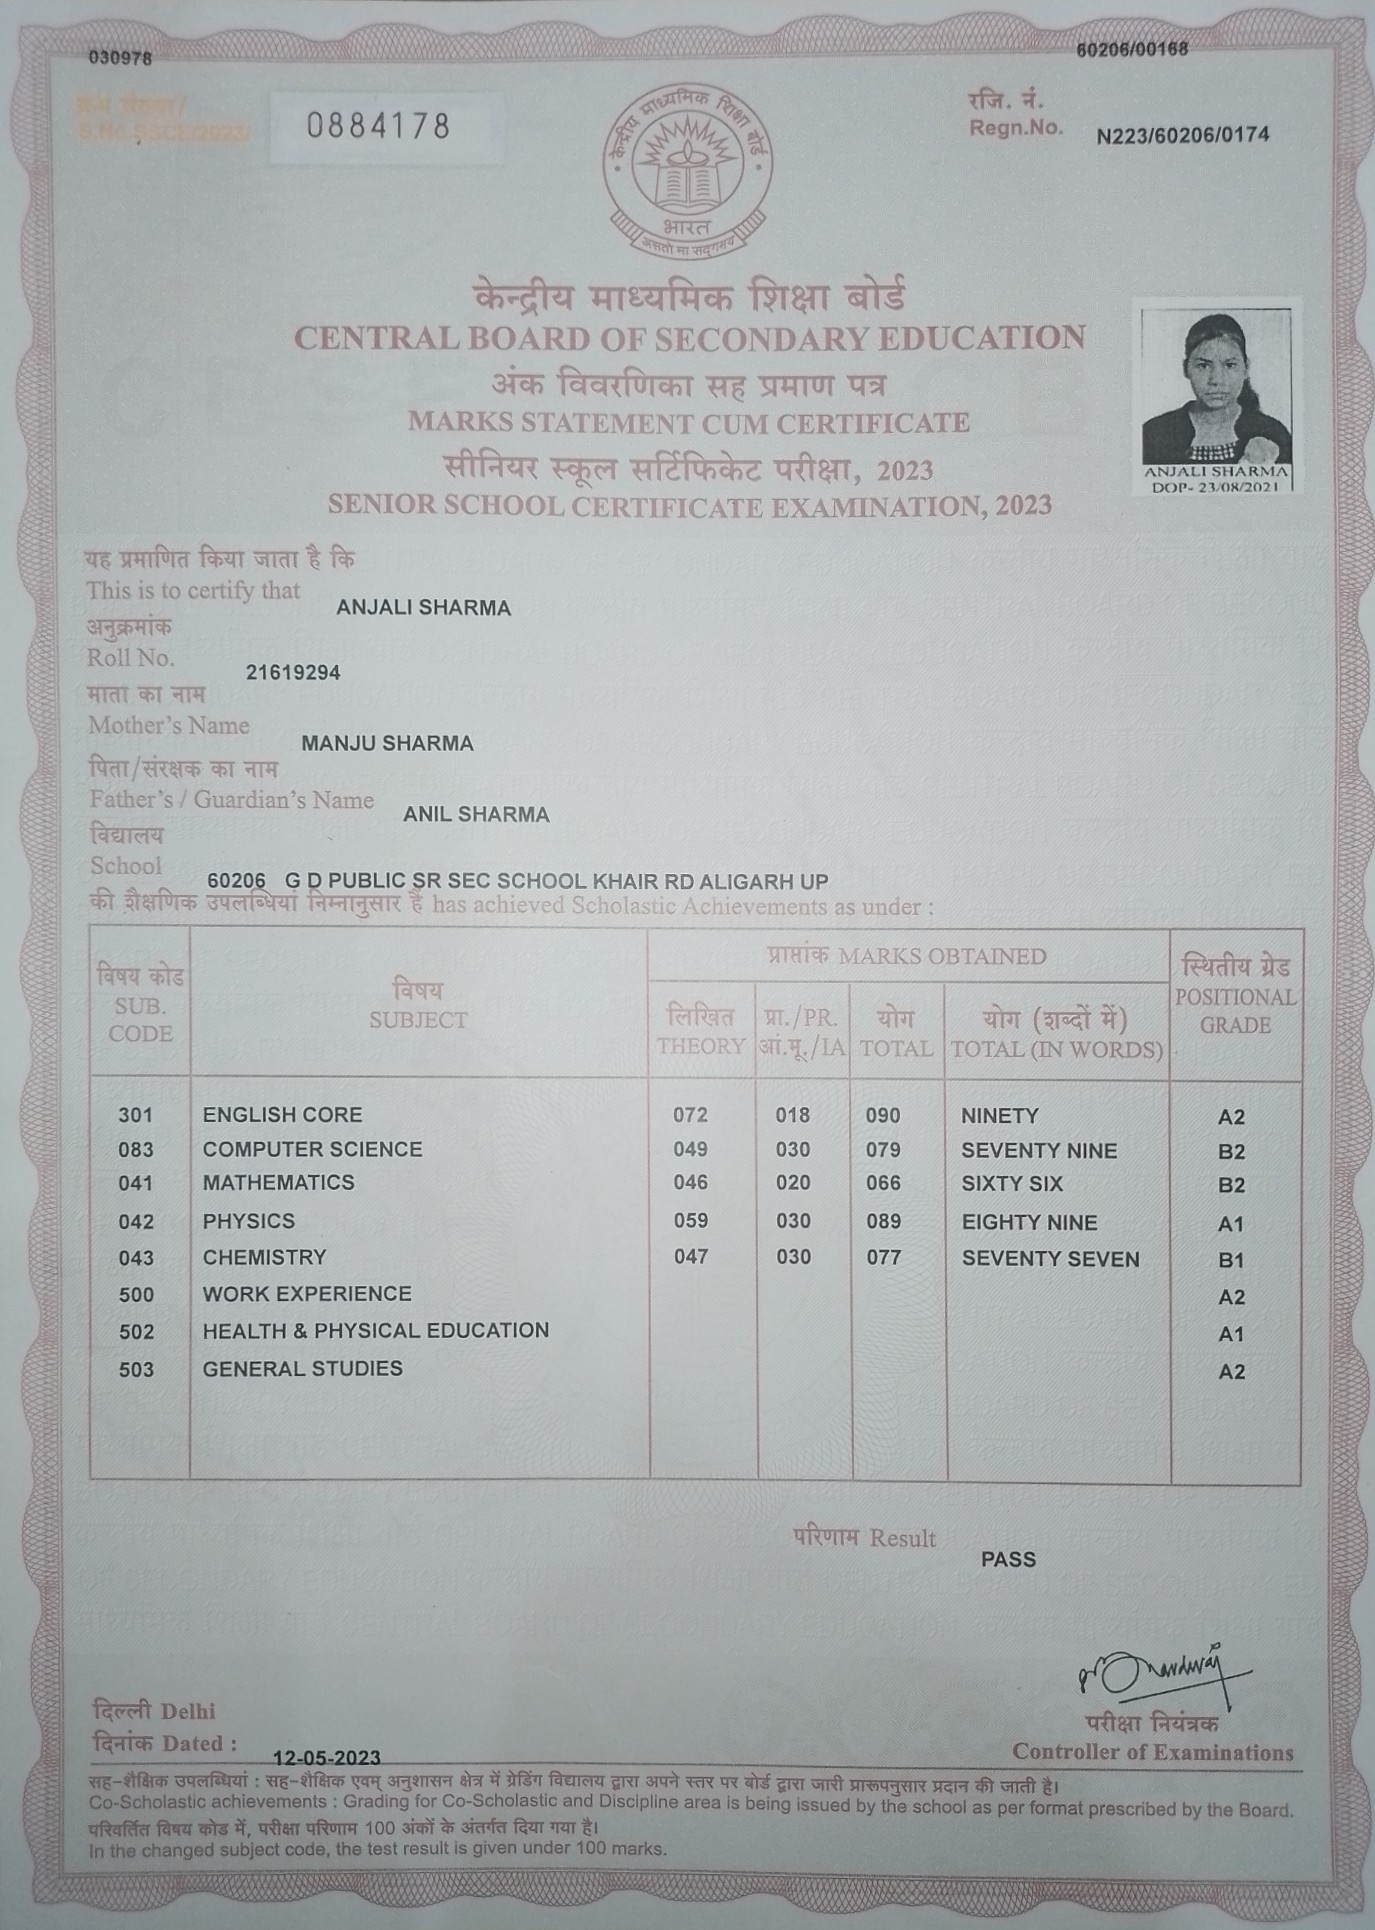 030978
60206/00168
क्रम संख्या/
S.No.SSCE/2023/
0884178
रजि. नं.
Regn.No.
N223/60206/0174
केन्द्रीय माध्यमिक शिक्षा बोर्ड
भारत
असतो मा सद्गमय
केन्द्रीय माध्यमिक शिक्षा बोर्ड
CENTRAL BOARD OF SECONDARY EDUCATION
अंक विवरणिका सह प्रमाण पत्र
MARKS STATEMENT CUM CERTIFICATE
सीनियर स्कूल सर्टिफिकेट परीक्षा, 2023
SENIOR SCHOOL CERTIFICATE EXAMINATION, 2023
ANJALI SHARMA
DOP- 23/08/2021
यह प्रमाणित किया जाता है कि
This is to certify that ANJALI SHARMA
अनुक्रमांक
Roll No. 21619294
माता का नाम
Mother's Name MANJU SHARMA
पिता/संरक्षक का नाम
Father's / Guardian's Name ANIL SHARMA
विद्यालय
School 60206 G D PUBLIC SR SEC SCHOOL KHAIR RD ALIGARH UP
की शैक्षणिक उपलब्धियां निम्नानुसार हैं has achieved Scholastic Achievements as under :
विषय कोड SUB. CODE
विषय SUBJECT
प्राप्तांक MARKS OBTAINED
लिखित THEORY
प्रा./PR. आं.मू./IA
योग TOTAL
योग (शब्दों में) TOTAL (IN WORDS)
स्थितीय ग्रेड POSITIONAL GRADE
301 ENGLISH CORE 072 018 090 NINETY A2
083 COMPUTER SCIENCE 049 030 079 SEVENTY NINE B2
041 MATHEMATICS 046 020 066 SIXTY SIX B2
042 PHYSICS 059 030 089 EIGHTY NINE A1
043 CHEMISTRY 047 030 077 SEVENTY SEVEN B1
500 WORK EXPERIENCE A2
502 HEALTH & PHYSICAL EDUCATION A1
503 GENERAL STUDIES A2
परिणाम Result PASS
दिल्ली Delhi
दिनांक Dated : 12-05-2023
परीक्षा नियंत्रक
Controller of Examinations
सह-शैक्षिक उपलब्धियां : सह-शैक्षिक एवम् अनुशासन क्षेत्र में ग्रेडिंग विद्यालय द्वारा अपने स्तर पर बोर्ड द्वारा जारी प्रारूपनुसार प्रदान की जाती है।
Co-Scholastic achievements : Grading for Co-Scholastic and Discipline area is being issued by the school as per format prescribed by the Board.
परिवर्तित विषय कोड में, परीक्षा परिणाम 100 अंकों के अंतर्गत दिया गया है।
In the changed subject code, the test result is given under 100 marks.